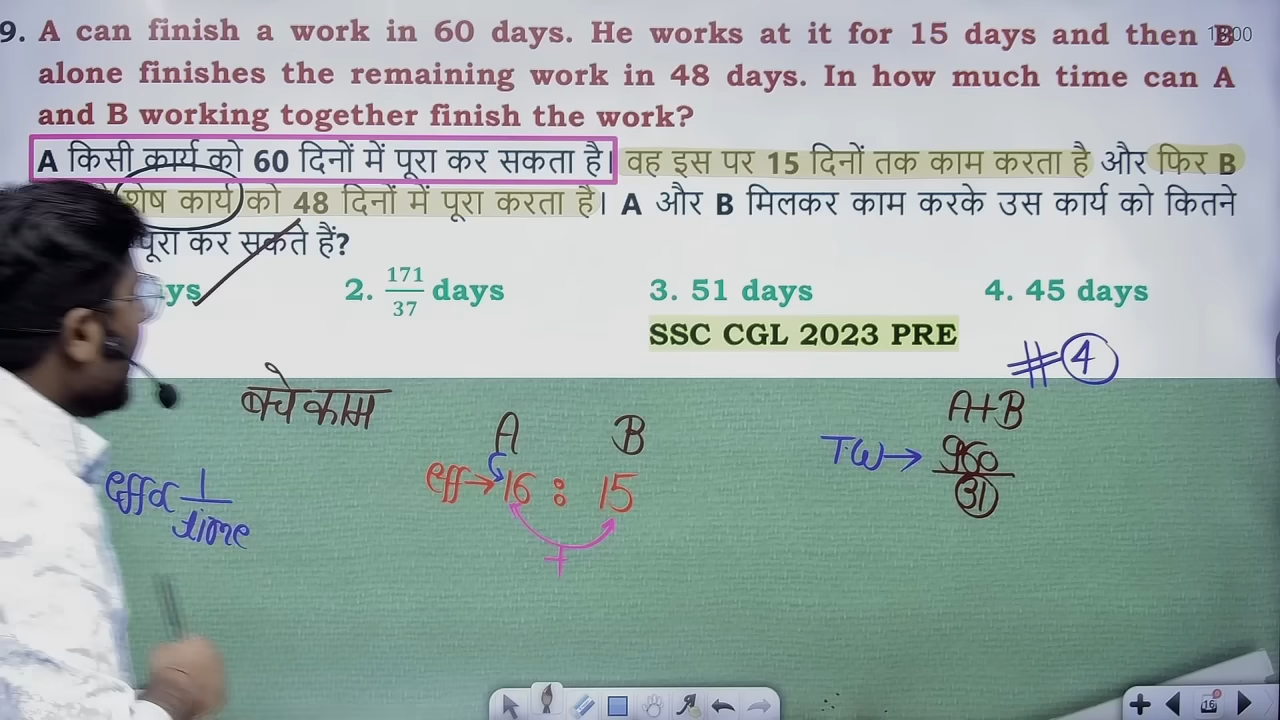 9. A can finish a work in 60 days. He works at it for 15 days and then B
alone finishes the remaining work in 48 days. In how much time can A
and B working together finish the work?
A किसी कार्य को 60 दिनों में पूरा कर सकता है। वह इस पर 15 दिनों तक काम करता है और फिर B
शेष कार्य को 48 दिनों में पूरा करता है। A और B मिलकर काम करके उस कार्य को कितने
पूरा कर सकते हैं?
ys 2. 171/37 days 3. 51 days 4. 45 days
SSC CGL 2023 PRE
# 4
बचे काम
A B
eff → 16 : 15
+
eff ∝ 1/time
A+B
T.W → 960/31
16